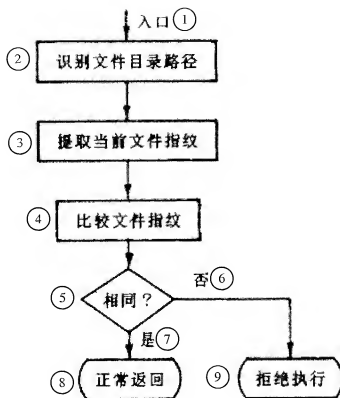 入口 ①
② 识别文件目录路径
③ 提取当前文件指纹
④ 比较文件指纹
否 ⑥
⑤ 相同?
是 ⑦
⑧ 正常返回
⑨ 拒绝执行